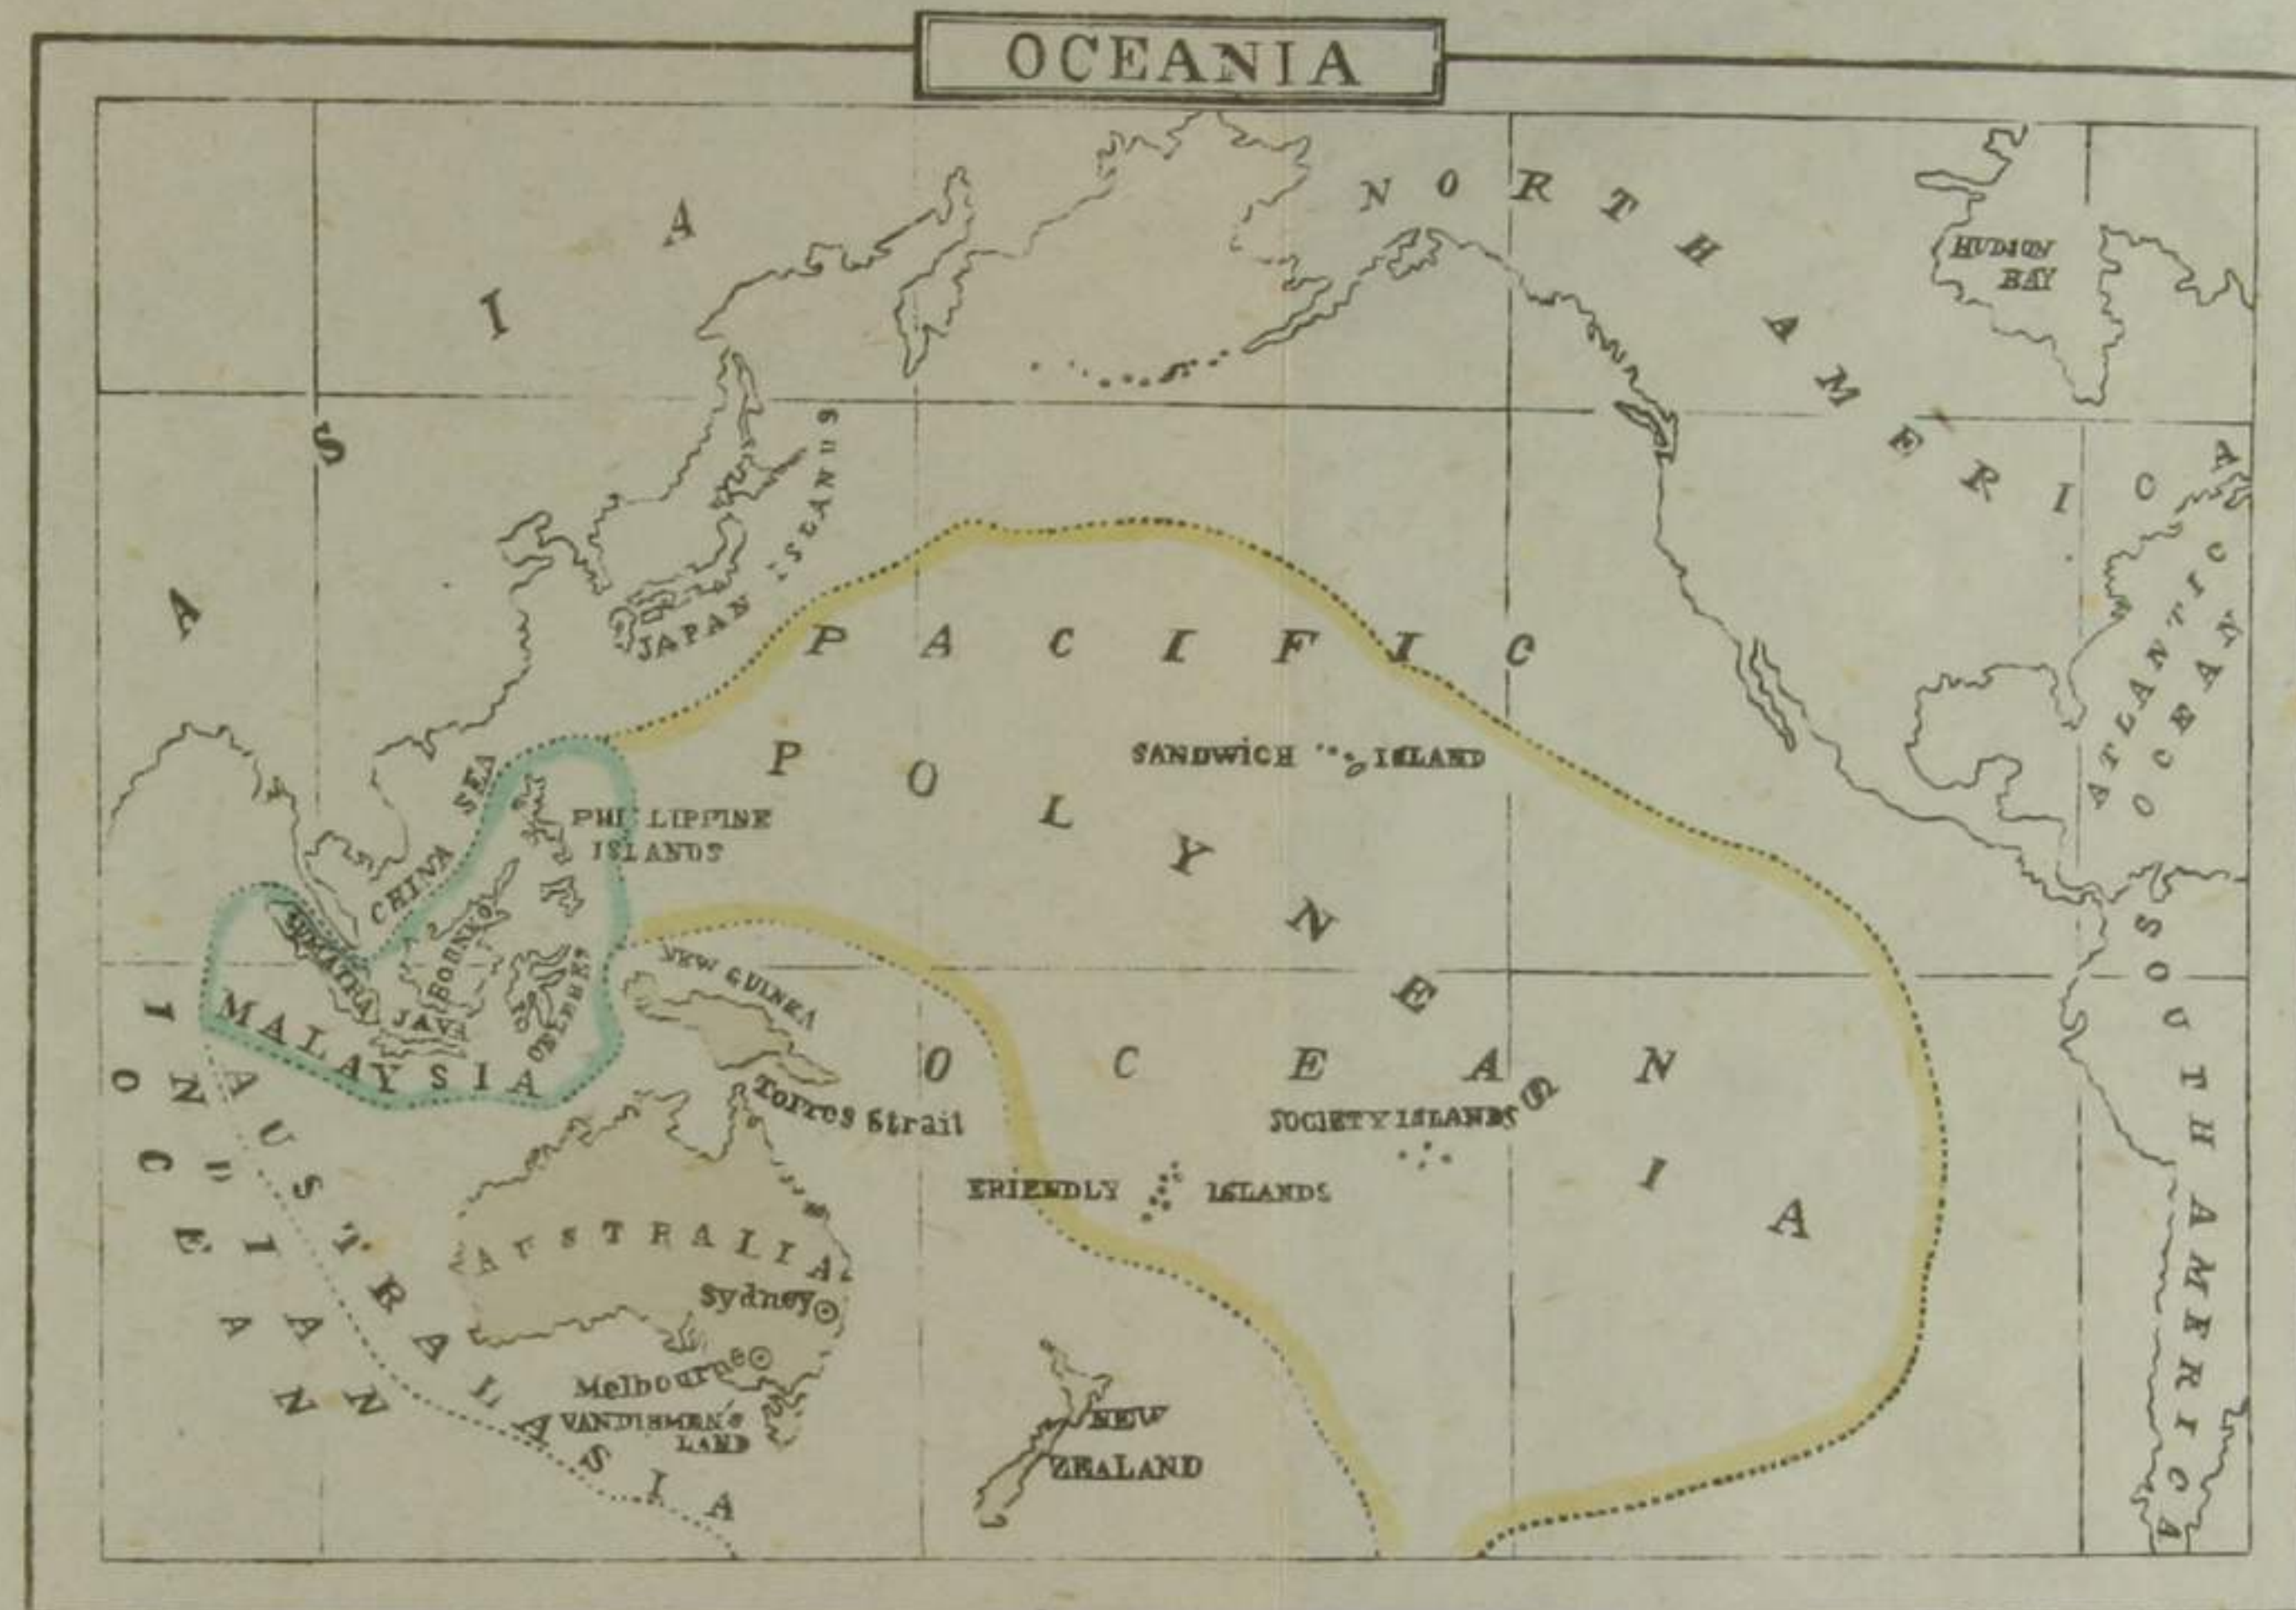 OCEANIA
NORTH AMERICA
HUDSON
BAY
ASIA
JAPAN ISLANDS
ATLANTIC
OCEAN
PACIFIC
OCEAN
POLYNESIA
SANDWICH ISLAND
CHINA SEA
PHILIPPINE
ISLANDS
SUMATRA
BORNEO
CELEBES
JAVA
MALAYSIA
NEW GUINEA
Torres Strait
SOCIETY ISLANDS
FRIENDLY ISLANDS
INDIAN
OCEAN
AUSTRALASIA
AUSTRALIA
Sydney
Melbourne
VANDIEMEN'S
LAND
NEW
ZEALAND
SOUTH AMERICA